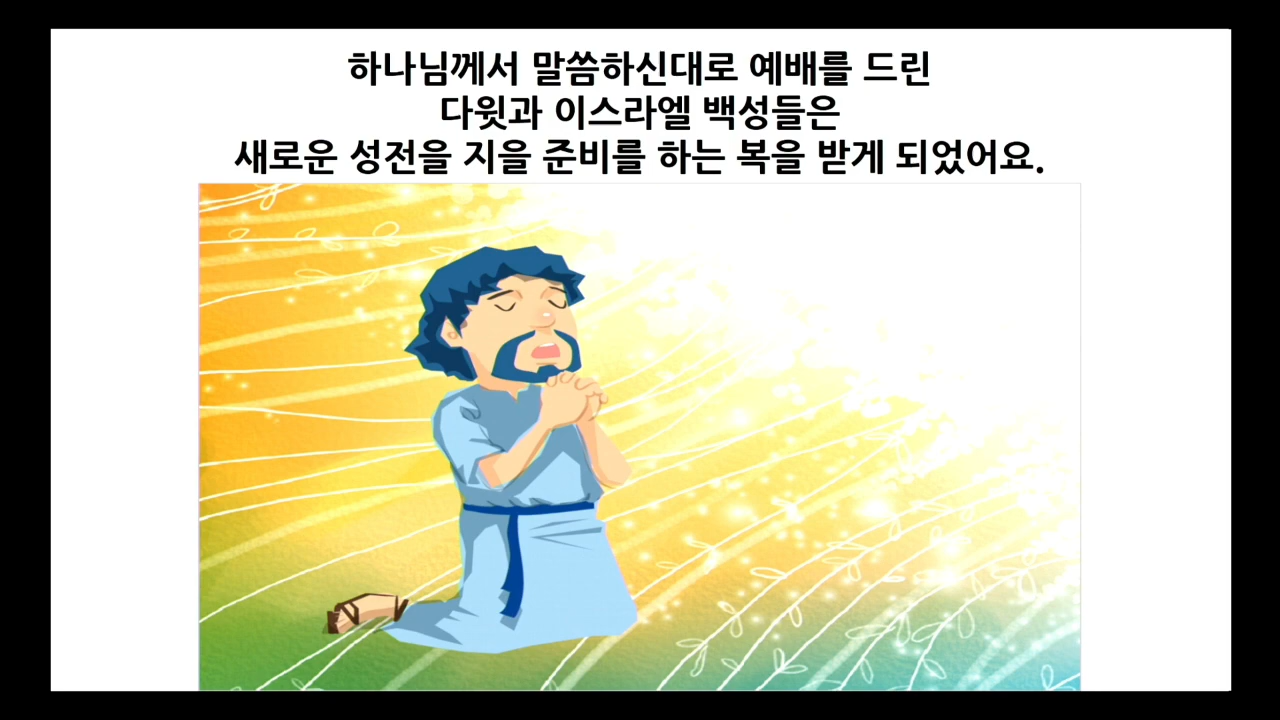 하나님께서 말씀하신대로 예배를 드린
다윗과 이스라엘 백성들은
새로운 성전을 지을 준비를 하는 복을 받게 되었어요.